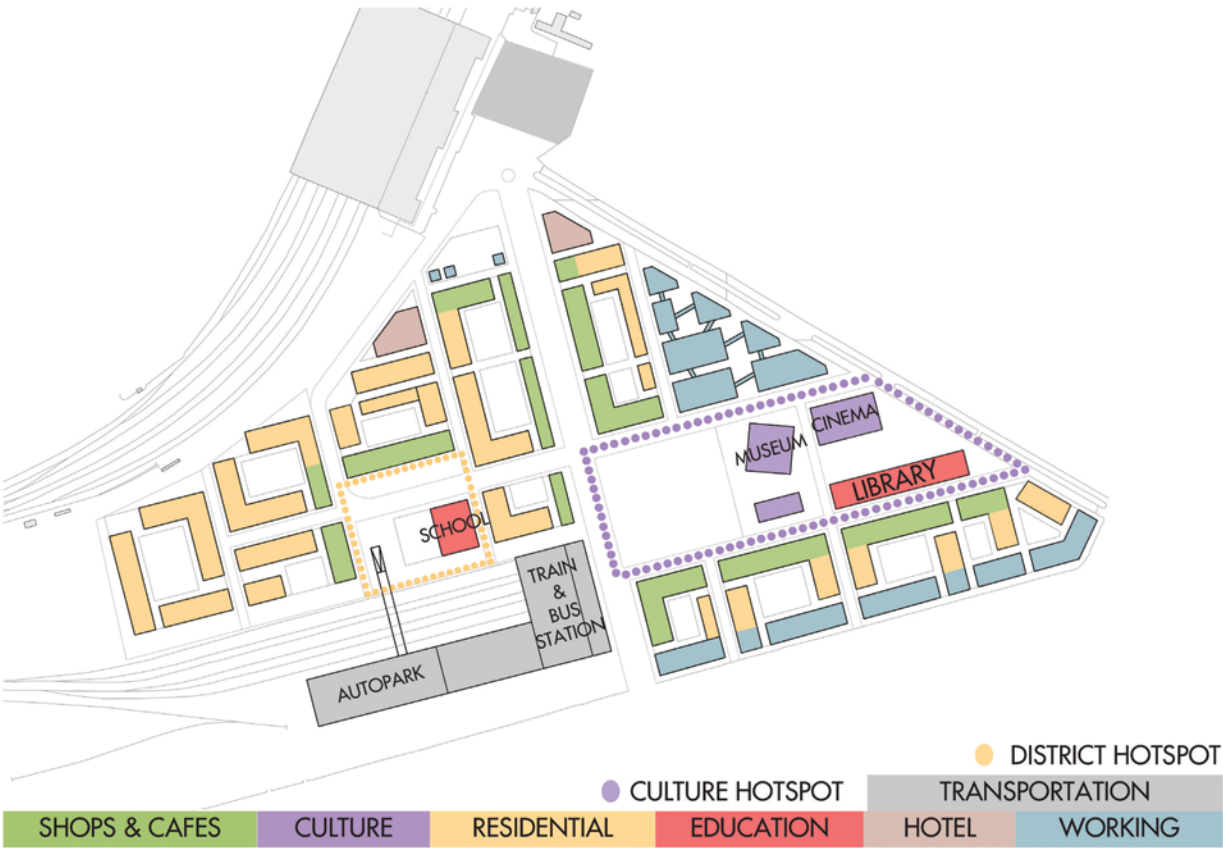 CINEMA
MUSEUM
LIBRARY
SCHOOL
TRAIN
&
BUS
STATION
AUTOPARK
DISTRICT HOTSPOT
CULTURE HOTSPOT
TRANSPORTATION
SHOPS & CAFES
CULTURE
RESIDENTIAL
EDUCATION
HOTEL
WORKING